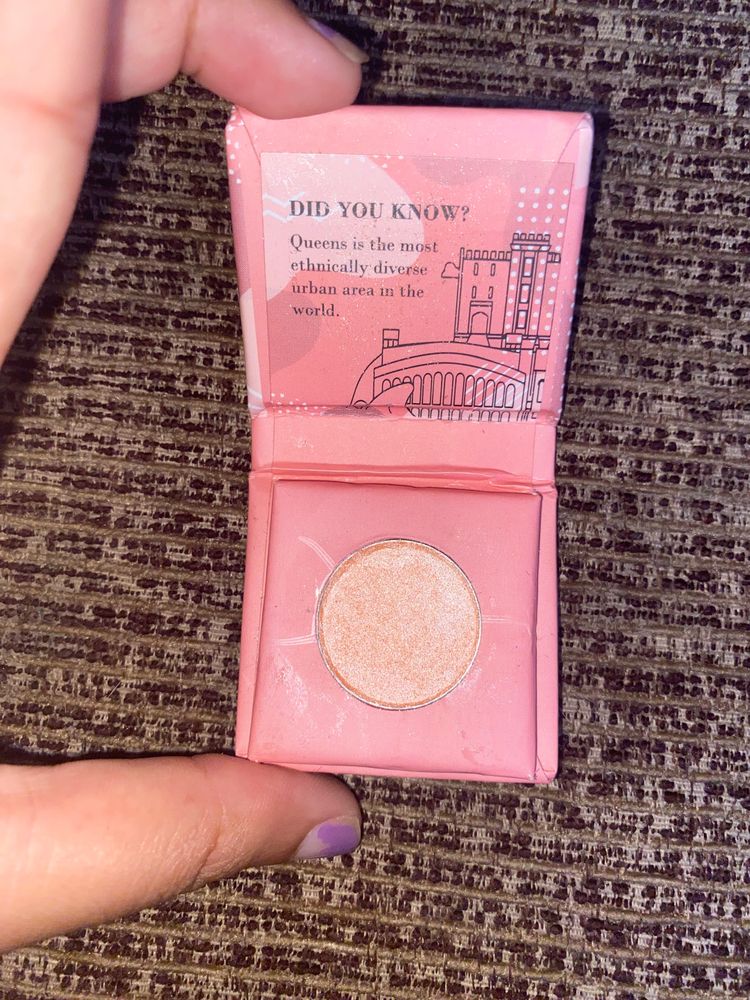 DID YOU KNOW?
Queens is the most
ethnically diverse
urban area in the
world.